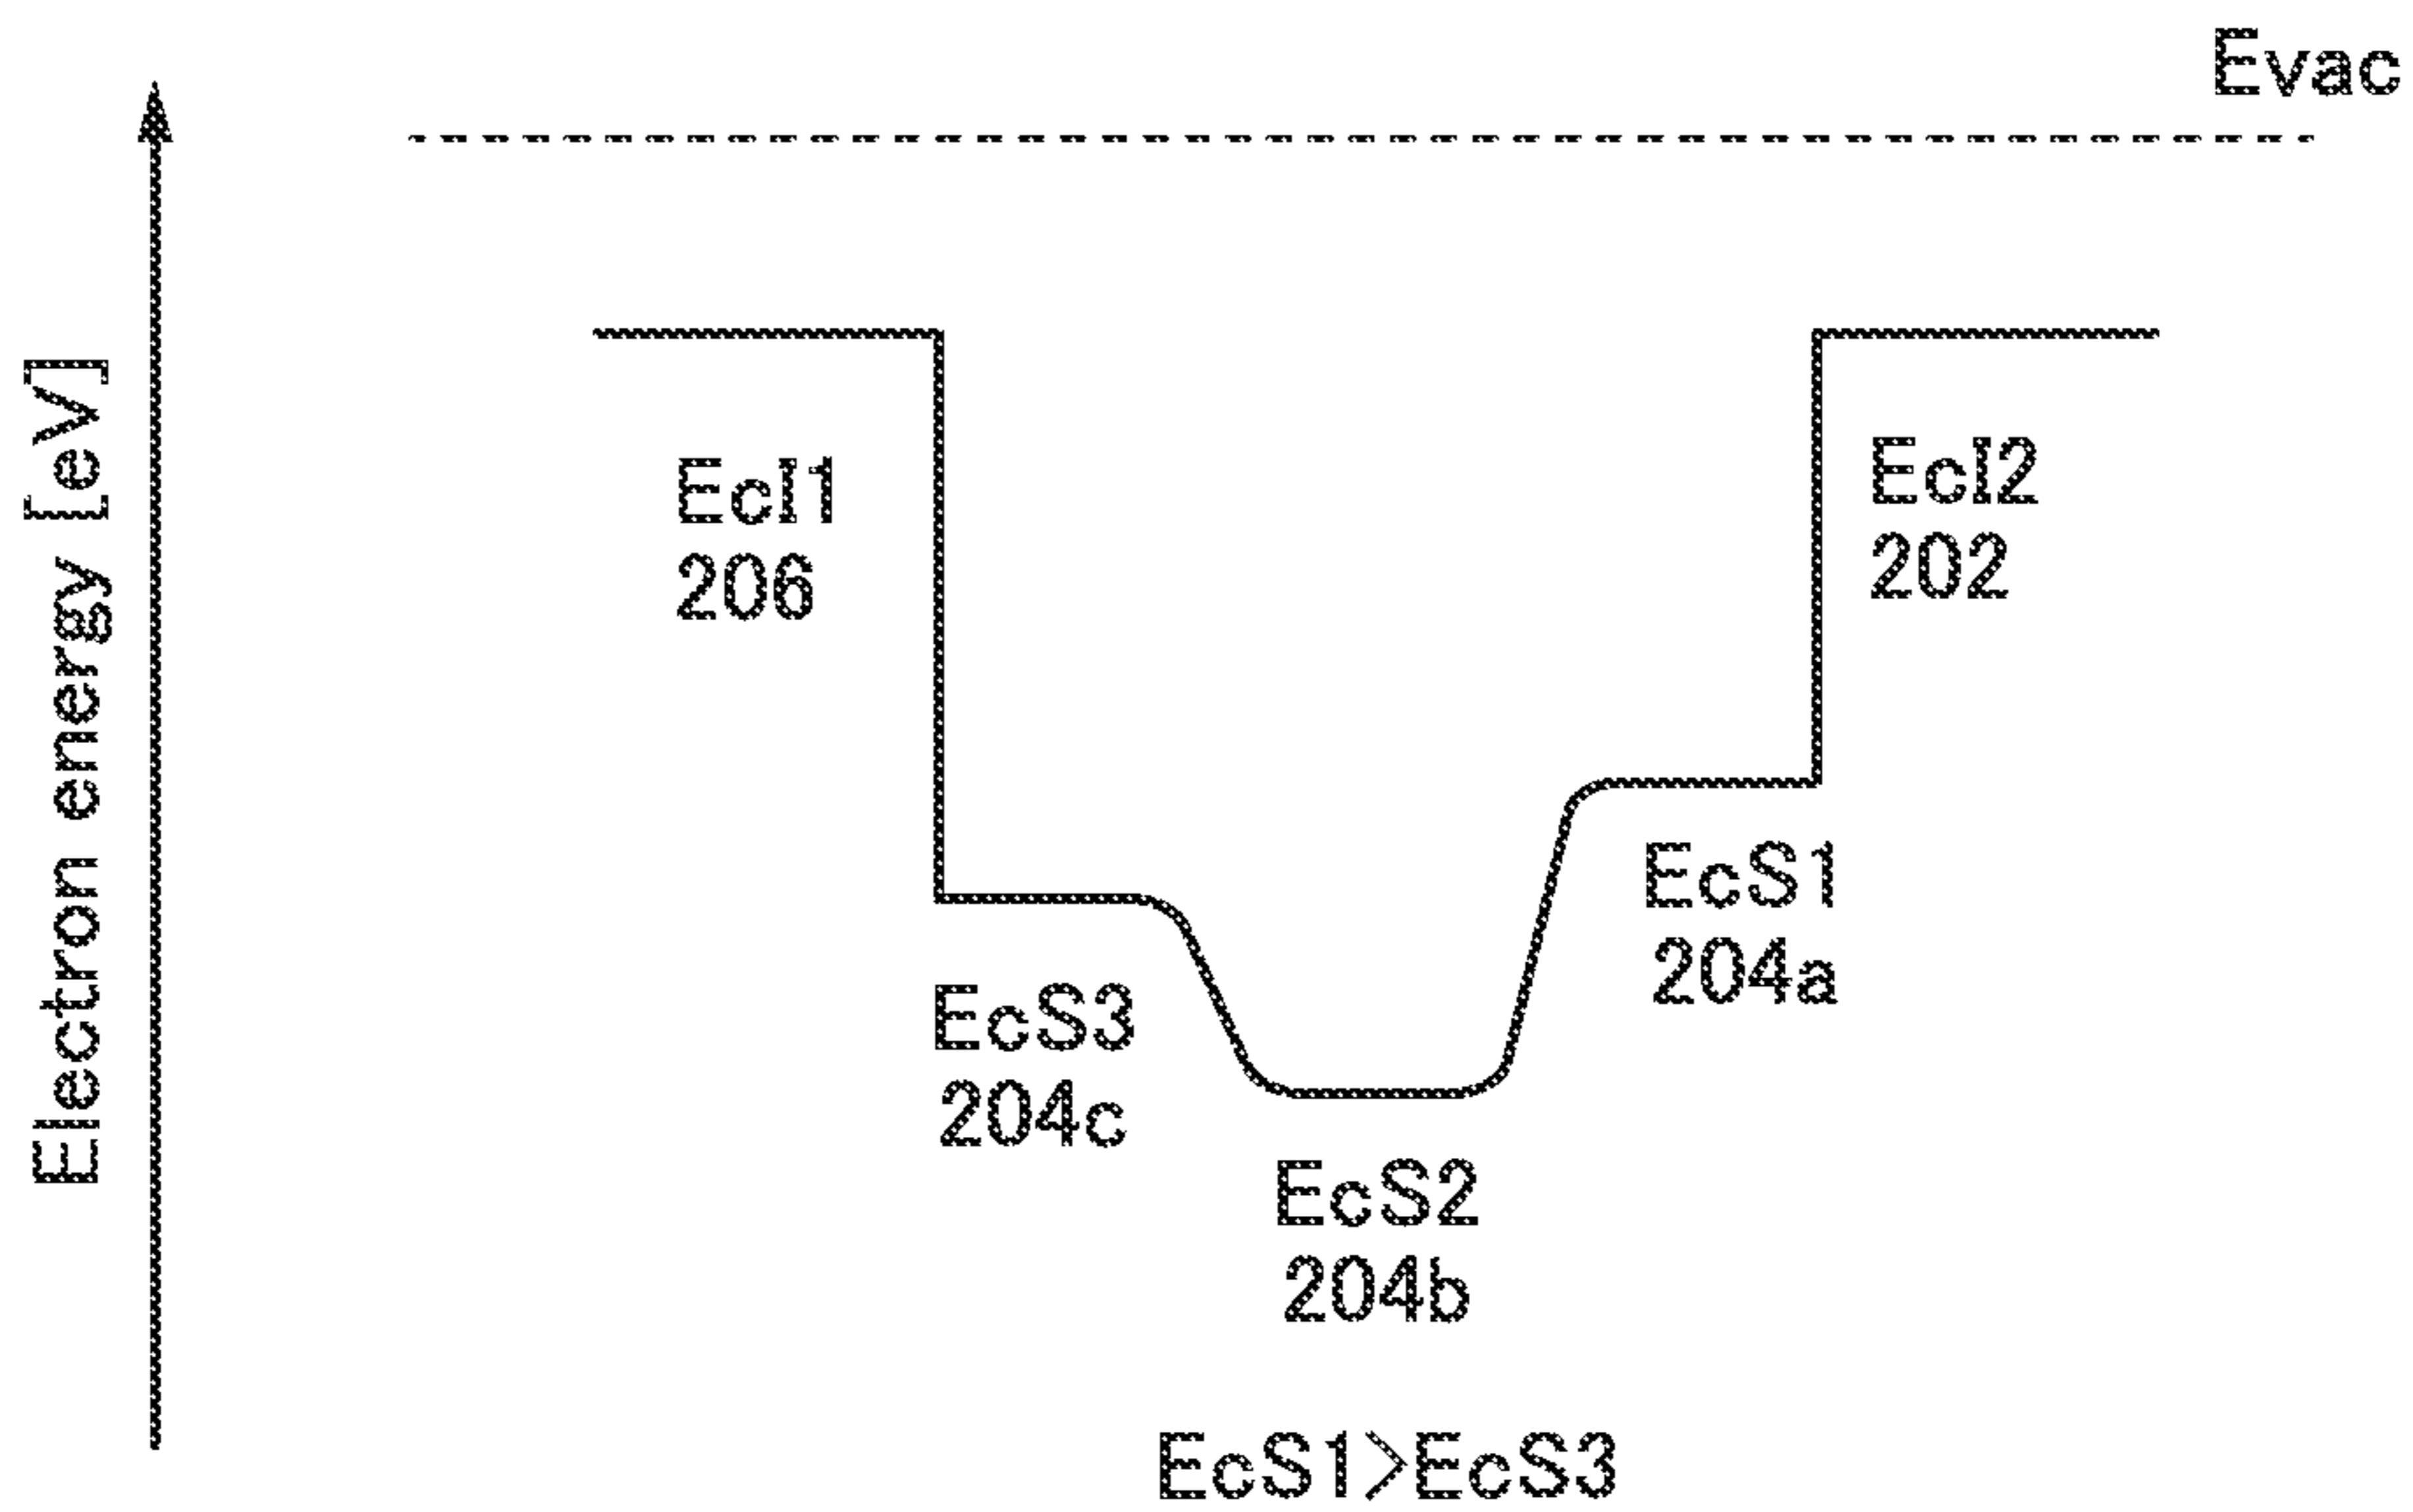 Evac
Electron energy [eV]
EcI1
206
EcI2
202
EcS1
204a
EcS3
204c
EcS2
204b
EcS1>EcS3